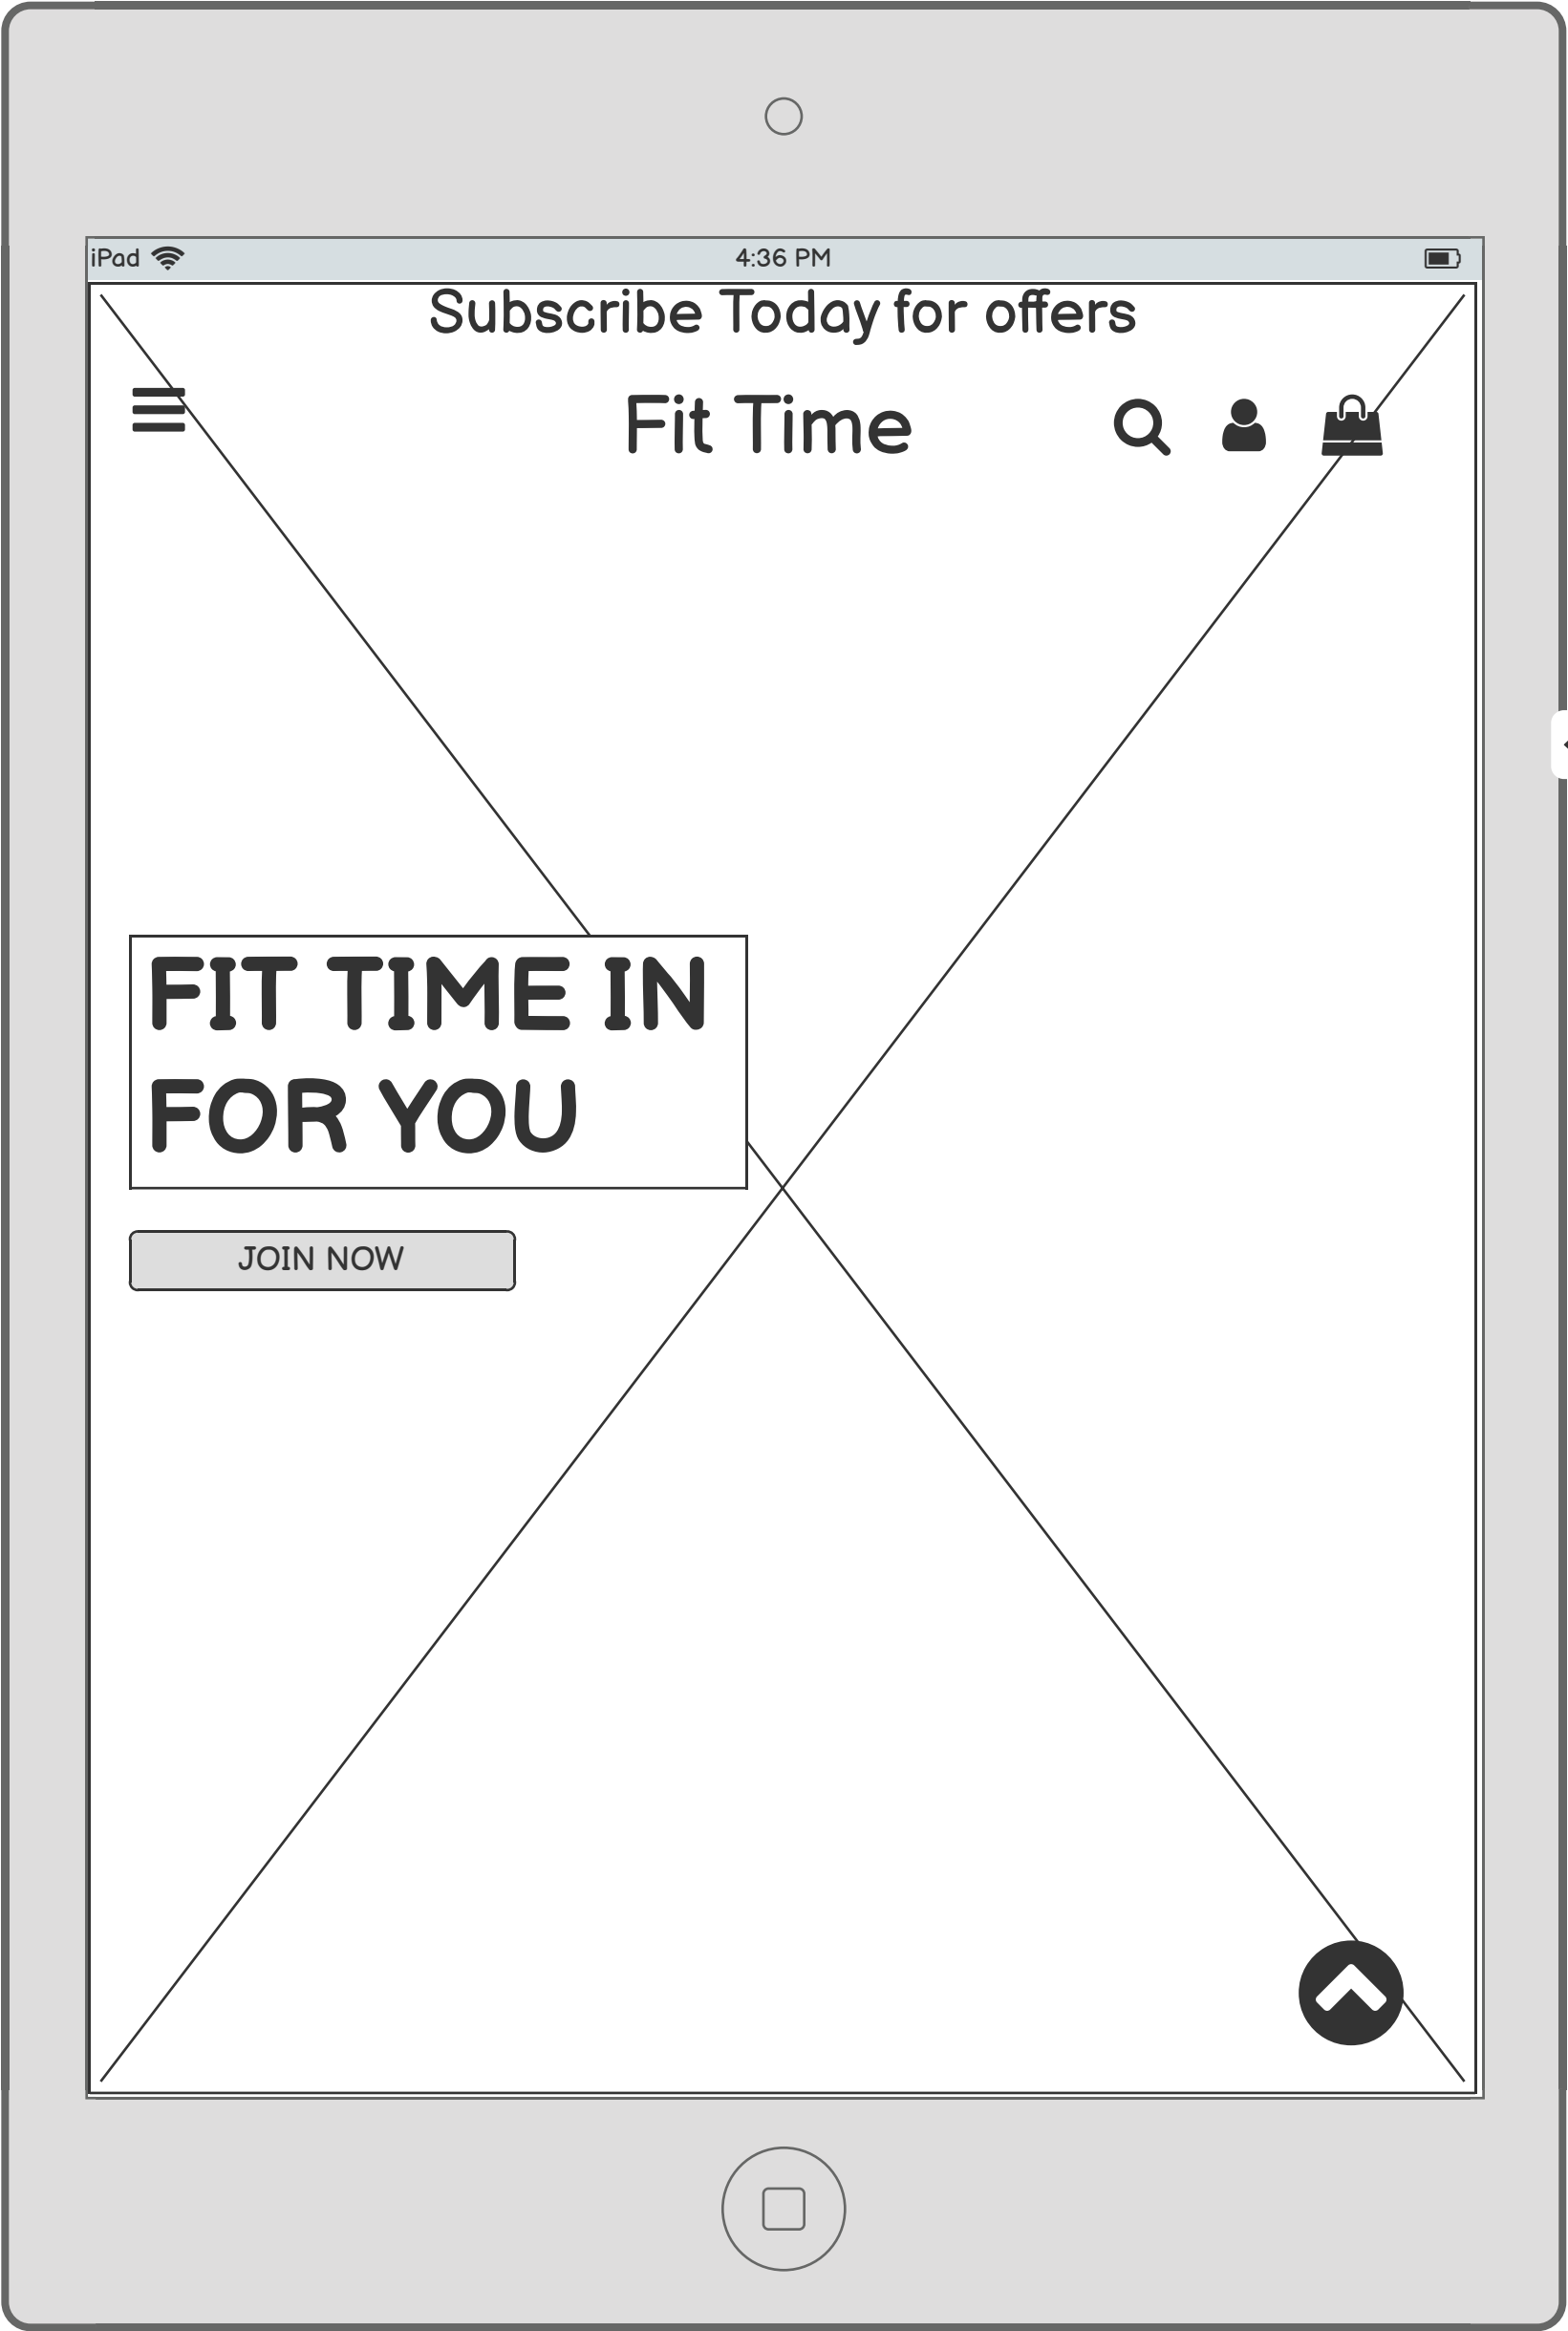 iPad 4:36 PM
Subscribe Today for offers
Fit Time
FIT TIME IN
FOR YOU
JOIN NOW